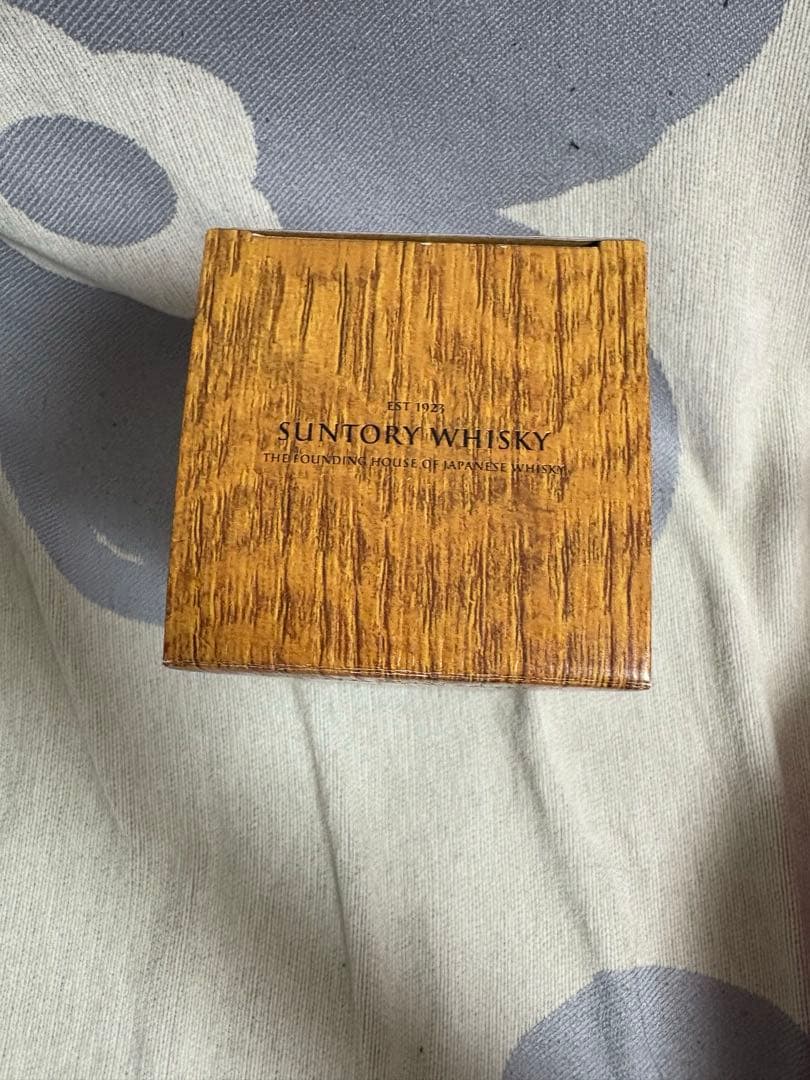 EST 1923
SUNTORY WHISKY
THE FOUNDING HOUSE OF JAPANESE WHISKY